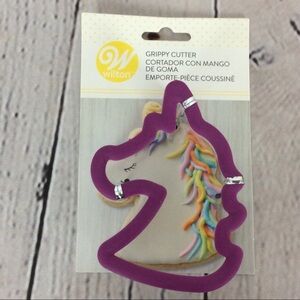 wilton
GRIPPY CUTTER
CORTADOR CON MANGO
DE GOMA
EMPORTE-PIÈCE COUSSINÉ